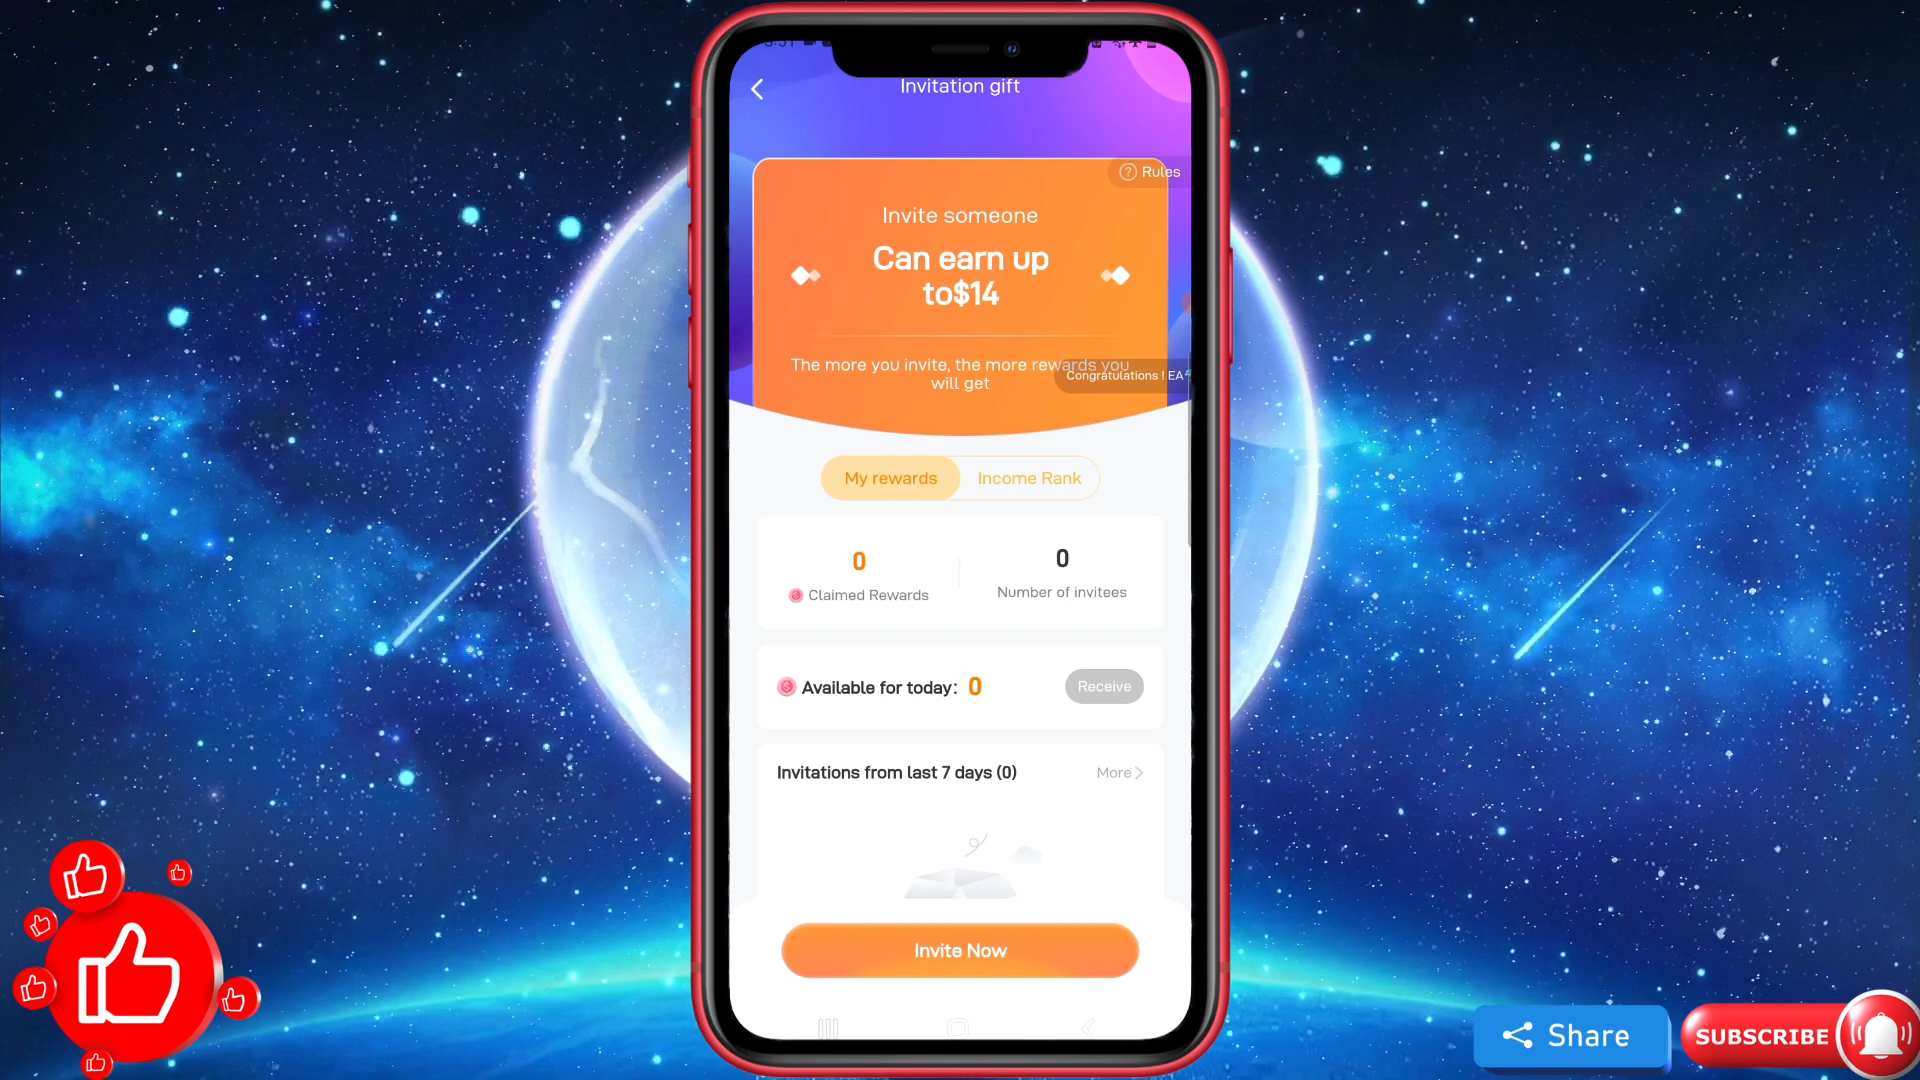 Invitation gift
Rules
Invite someone
Can earn up
to$14
The more you invite, the more rewards you
will get
Congratulations ! EA
My rewards
Income Rank
0
Claimed Rewards
0
Number of invitees
Available for today: 0
Receive
Invitations from last 7 days (0)
More
Invite Now
Share
SUBSCRIBE